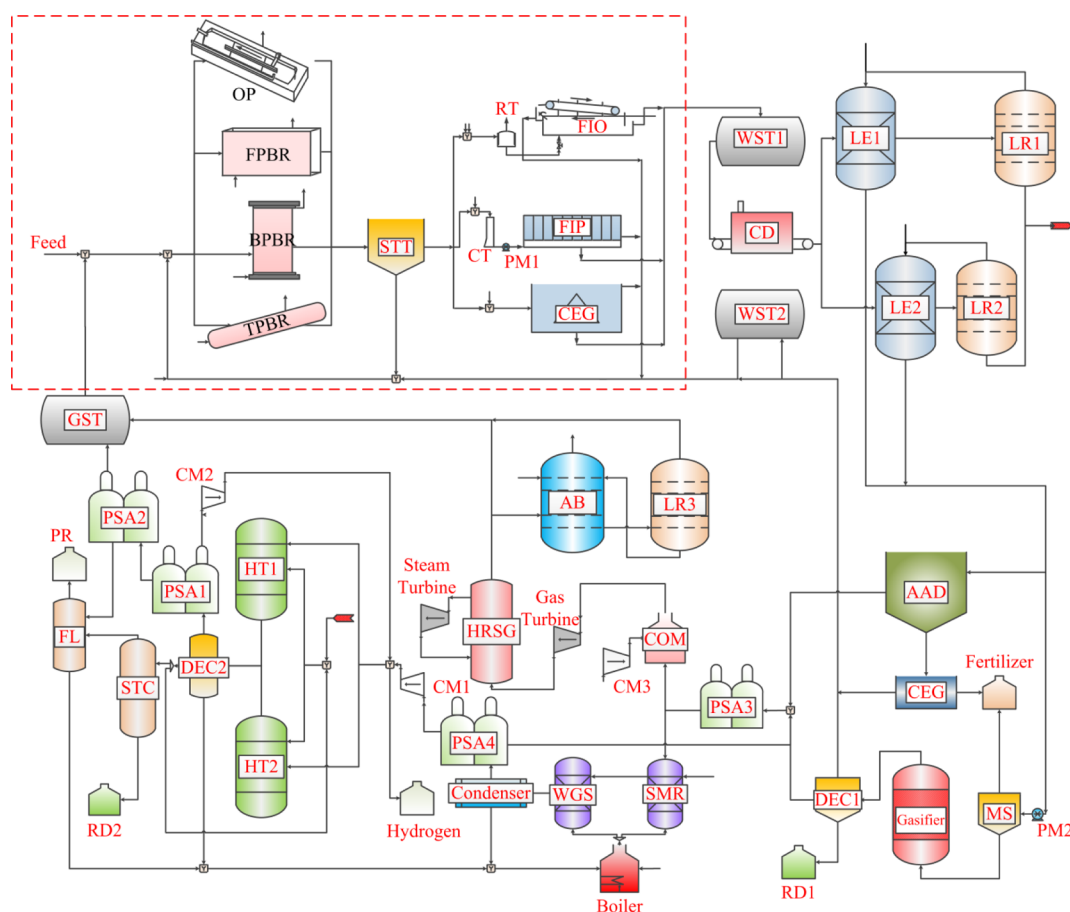 OP
RT
FIO
FPBR
WST1
LE1
LR1
Feed
BPBR
STT
FIP
CT
PM1
CD
TPBR
CEG
WST2
LE2
LR2
GST
CM2
PSA2
PR
PSA1
HT1
AB
LR3
Steam
Turbine
Gas
Turbine
HRSG
COM
AAD
FL
STC
DEC2
CM1
CM3
PSA3
CEG
Fertilizer
PSA4
HT2
Condenser
WGS
SMR
DEC1
Gasifier
MS
PM2
RD2
Hydrogen
Boiler
RD1